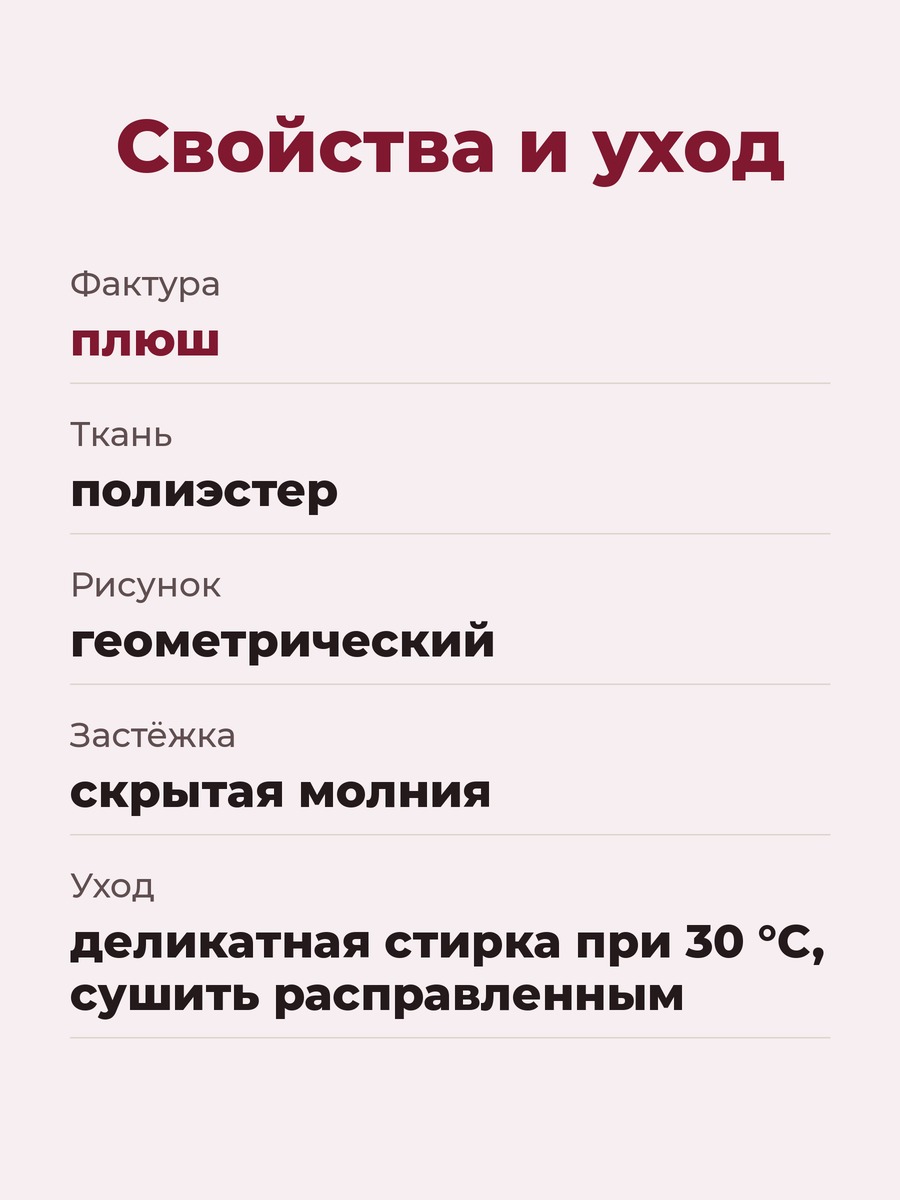 Свойства и уход
Фактура
плюш
Ткань
полиэстер
Рисунок
геометрический
Застёжка
скрытая молния
Уход
деликатная стирка при 30 °C,
сушить расправленным